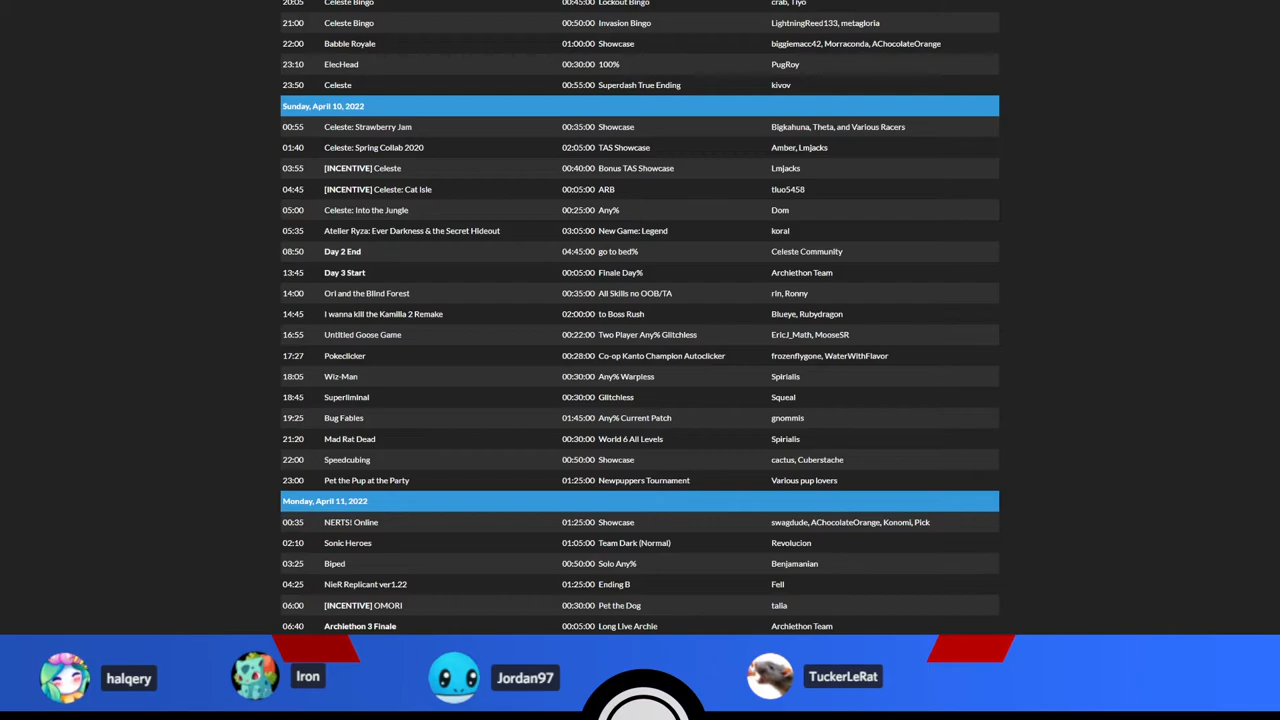 20:05 Celeste Bingo 00:45:00 Lockout Bingo crab, Tiyo
21:00 Celeste Bingo 00:50:00 Invasion Bingo LightningReed133, metagloria
22:00 Babble Royale 01:00:00 Showcase biggiemacc42, Morraconda, AChocolateOrange
23:10 ElecHead 00:30:00 100% PugRoy
23:50 Celeste 00:55:00 Superdash True Ending kivov
Sunday, April 10, 2022
00:55 Celeste: Strawberry Jam 00:35:00 Showcase Bigkahuna, Theta, and Various Racers
01:40 Celeste: Spring Collab 2020 02:05:00 TAS Showcase Amber, Lmjacks
03:55 [INCENTIVE] Celeste 00:40:00 Bonus TAS Showcase Lmjacks
04:45 [INCENTIVE] Celeste: Cat Isle 00:05:00 ARB tluo5458
05:00 Celeste: Into the Jungle 00:25:00 Any% Dom
05:35 Atelier Ryza: Ever Darkness & the Secret Hideout 03:05:00 New Game: Legend koral
08:50 Day 2 End 04:45:00 go to bed% Celeste Community
13:45 Day 3 Start 00:05:00 Finale Day% Archiethon Team
14:00 Ori and the Blind Forest 00:35:00 All Skills no OOB/TA rin, Ronny
14:45 I wanna kill the Kamilia 2 Remake 02:00:00 to Boss Rush Blueye, Rubydragon
16:55 Untitled Goose Game 00:22:00 Two Player Any% Glitchless EricJ_Math, MooseSR
17:27 Pokeclicker 00:28:00 Co-op Kanto Champion Autoclicker frozenflygone, WaterWithFlavor
18:05 Wiz-Man 00:30:00 Any% Warpless Spirialis
18:45 Superliminal 00:30:00 Glitchless Squeal
19:25 Bug Fables 01:45:00 Any% Current Patch gnommis
21:20 Mad Rat Dead 00:30:00 World 6 All Levels Spirialis
22:00 Speedcubing 00:50:00 Showcase cactus, Cuberstache
23:00 Pet the Pup at the Party 01:25:00 Newpuppers Tournament Various pup lovers
Monday, April 11, 2022
00:35 NERTS! Online 01:25:00 Showcase swagdude, AChocolateOrange, Konomi, Pick
02:10 Sonic Heroes 01:05:00 Team Dark (Normal) Revolucion
03:25 Biped 00:50:00 Solo Any% Benjamanian
04:25 NieR Replicant ver1.22 01:25:00 Ending B Fell
06:00 [INCENTIVE] OMORI 00:30:00 Pet the Dog talia
06:40 Archiethon 3 Finale 00:05:00 Long Live Archie Archiethon Team
halqery Iron Jordan97 TuckerLeRat